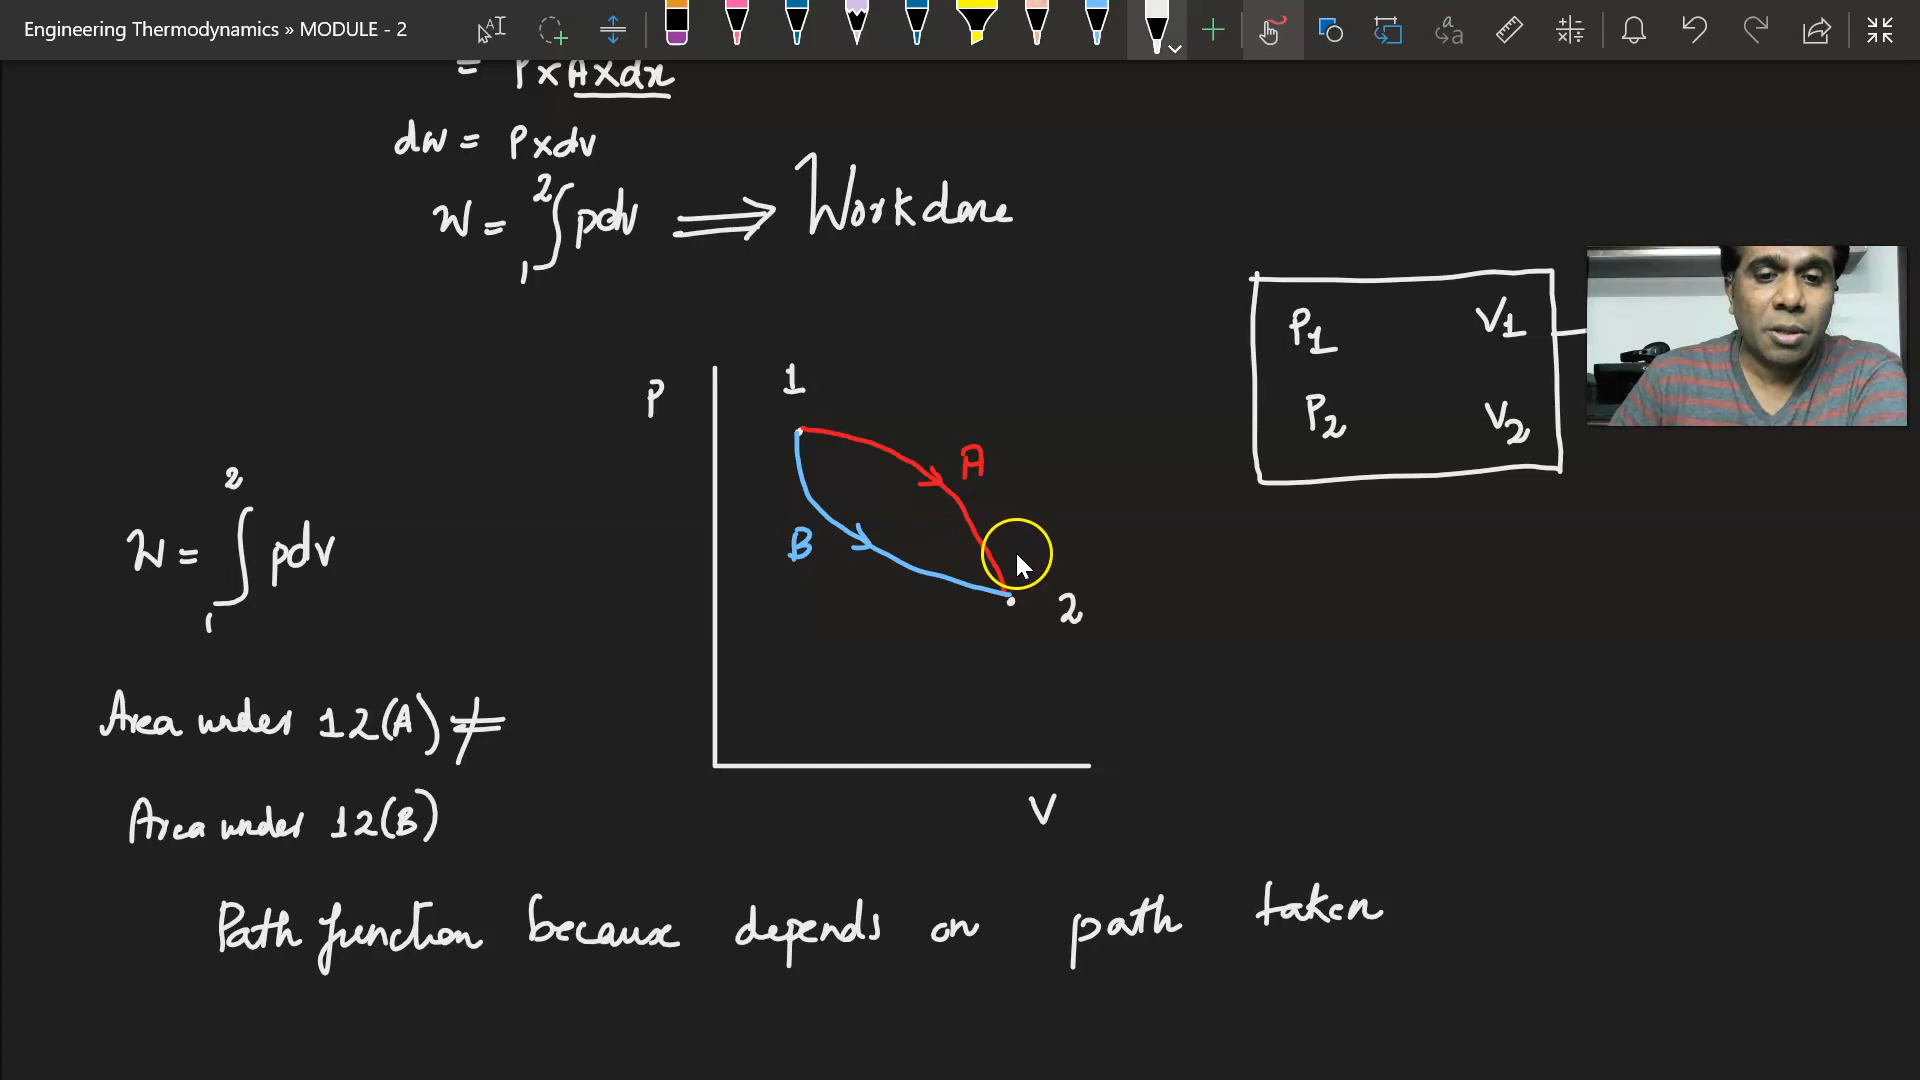 Engineering Thermodynamics » MODULE - 2
= P×A×dx
dw = P×dv
W = ∫₁² pdv ⟹ Workdone
P₁ V₁
P₂ V₂
P
1
A
B
2
V
W = ∫₁² pdv
Area under 12(A) ≠
Area under 12(B)
Path function because depends on path taken